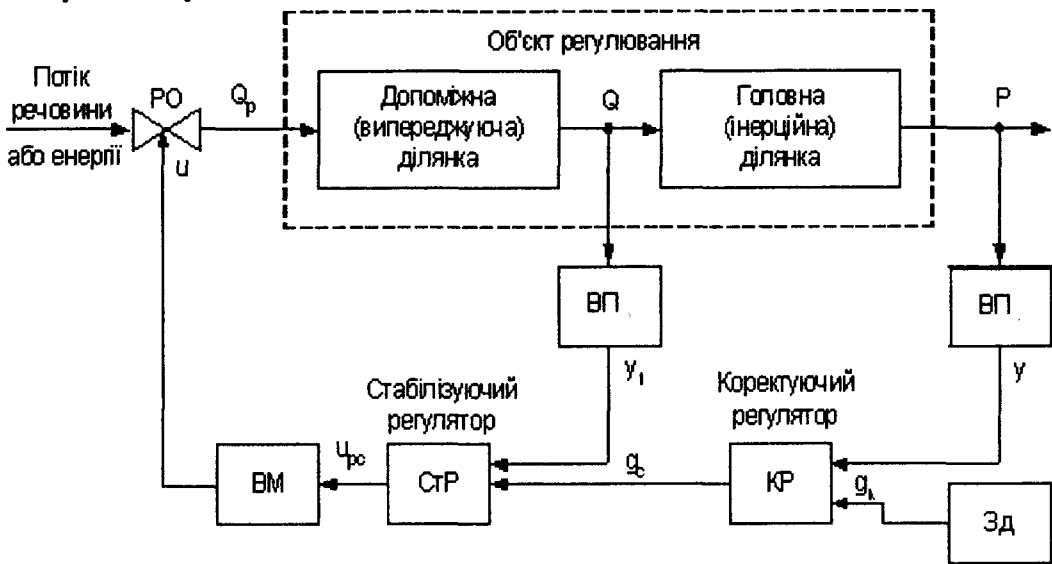 Об'єкт регулювання
Потік
речовини
або енергії
РО
Qр
u
Допоміжна
(випереджуюча)
ділянка
Q
Головна
(інерційна)
ділянка
P
ВП
ВП
y1
y
Стабілізуючий
регулятор
Коректуючий
регулятор
ВМ
Uрс
СтР
gс
КР
gk
Зд